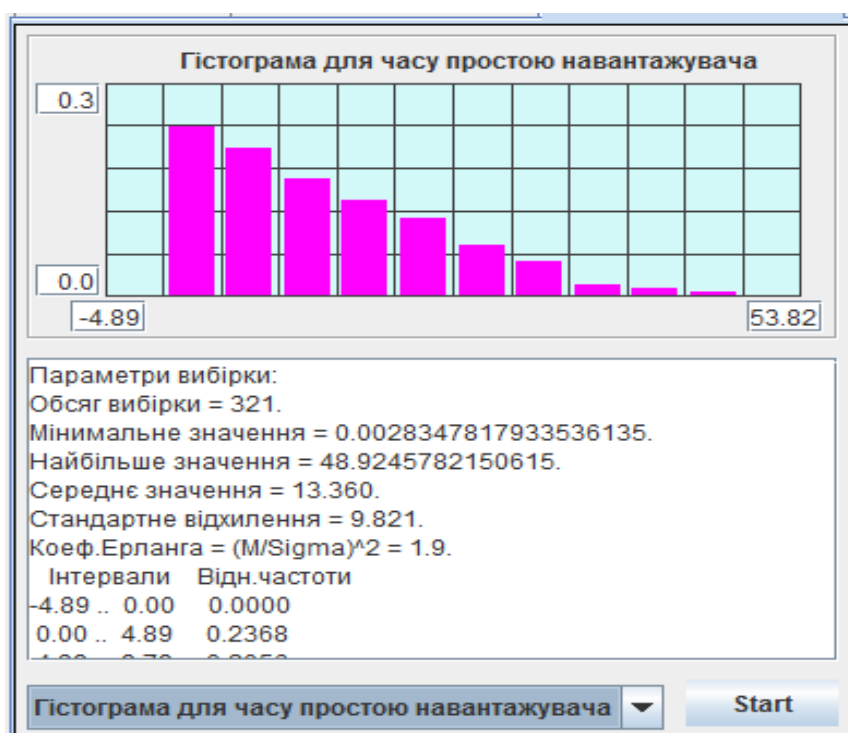 Гістограма для часу простою навантажувача
0.3
0.0
-4.89
53.82
Параметри вибірки:
Обсяг вибірки = 321.
Мінімальне значення = 0.0028347817933536135.
Найбільше значення = 48.9245782150615.
Середнє значення = 13.360.
Стандартне відхилення = 9.821.
Коеф.Ерланга = (M/Sigma)^2 = 1.9.
Інтервали Відн.частоти
-4.89 .. 0.00 0.0000
0.00 .. 4.89 0.2368
Гістограма для часу простою навантажувача
Start